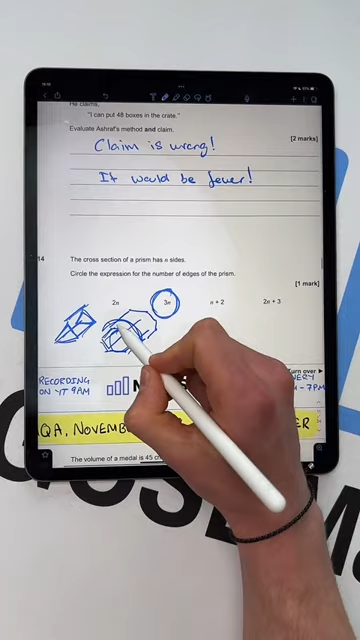 He claims,
"I can put 48 boxes in the crate."
Evaluate Ashraf's method and claim.
[2 marks]
Claim is wrong!
It would be fewer!
14 The cross section of a prism has n sides.
Circle the expression for the number of edges of the prism.
[1 mark]
2n 3n n + 2 2n + 3
Turn over
RECORDING
ON YT 9AM
7PM
AQA, NOVEMB
The volume of a medal is 45